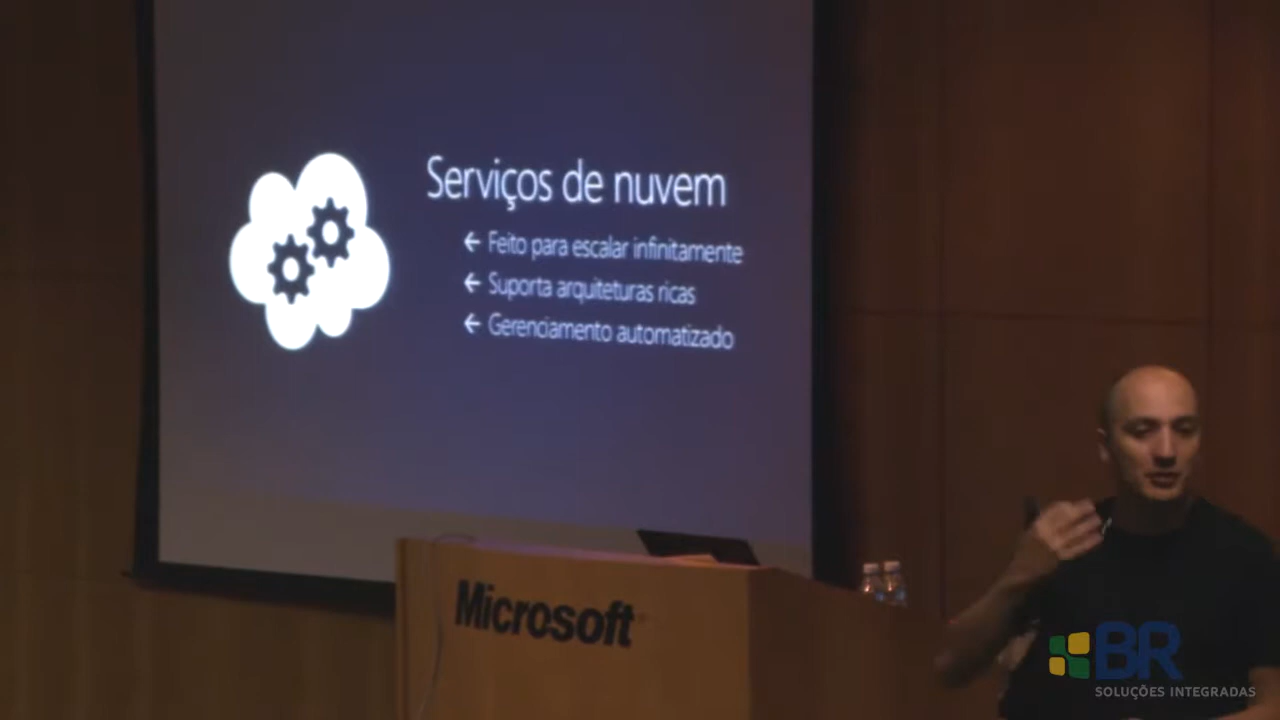 Serviços de nuvem
← Feito para escalar infinitamente
← Suporta arquiteturas ricas
← Gerenciamento automatizado
Microsoft
BR
SOLUÇÕES INTEGRADAS